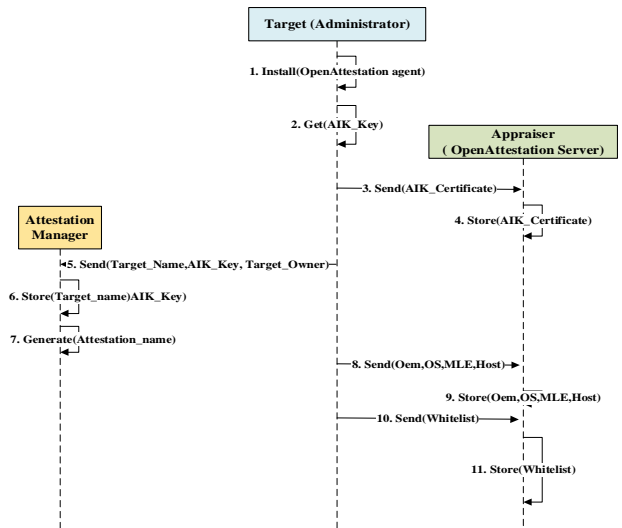 Target (Administrator)
1. Install(OpenAttestation agent)
2. Get(AIK_Key)
Appraiser
( OpenAttestation Server)
3. Send(AIK_Certificate)
Attestation
Manager
4. Store(AIK_Certificate)
5. Send(Target_Name,AIK_Key, Target_Owner)
6. Store(Target_name)AIK_Key)
7. Generate(Attestation_name)
8. Send(Oem,OS,MLE,Host)
9. Store(Oem,OS,MLE,Host)
10. Send(Whitelist)
11. Store(Whitelist)